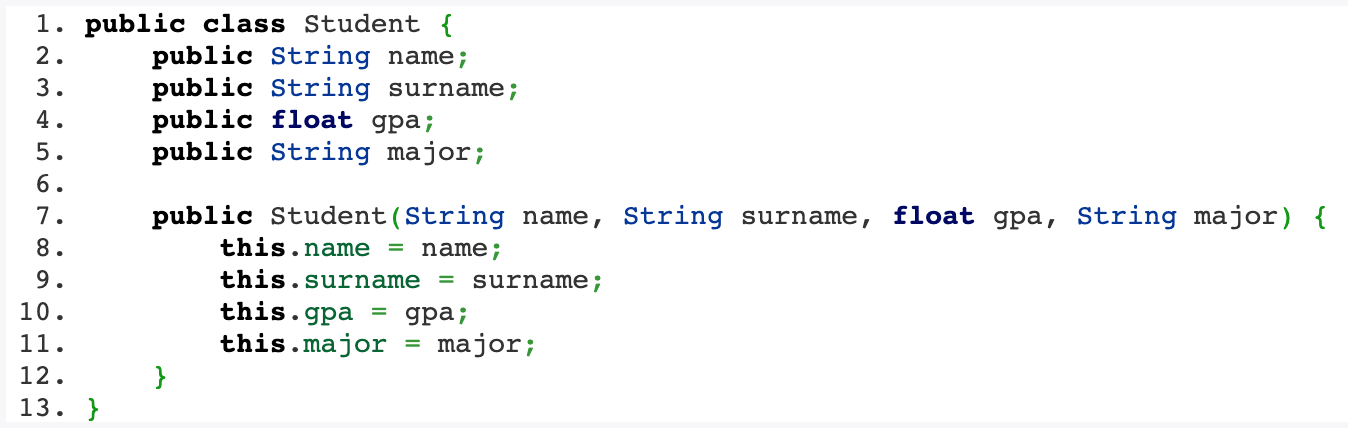 1. public class Student {
2.     public String name;
3.     public String surname;
4.     public float gpa;
5.     public String major;
6.
7.     public Student(String name, String surname, float gpa, String major) {
8.         this.name = name;
9.         this.surname = surname;
10.         this.gpa = gpa;
11.         this.major = major;
12.     }
13. }